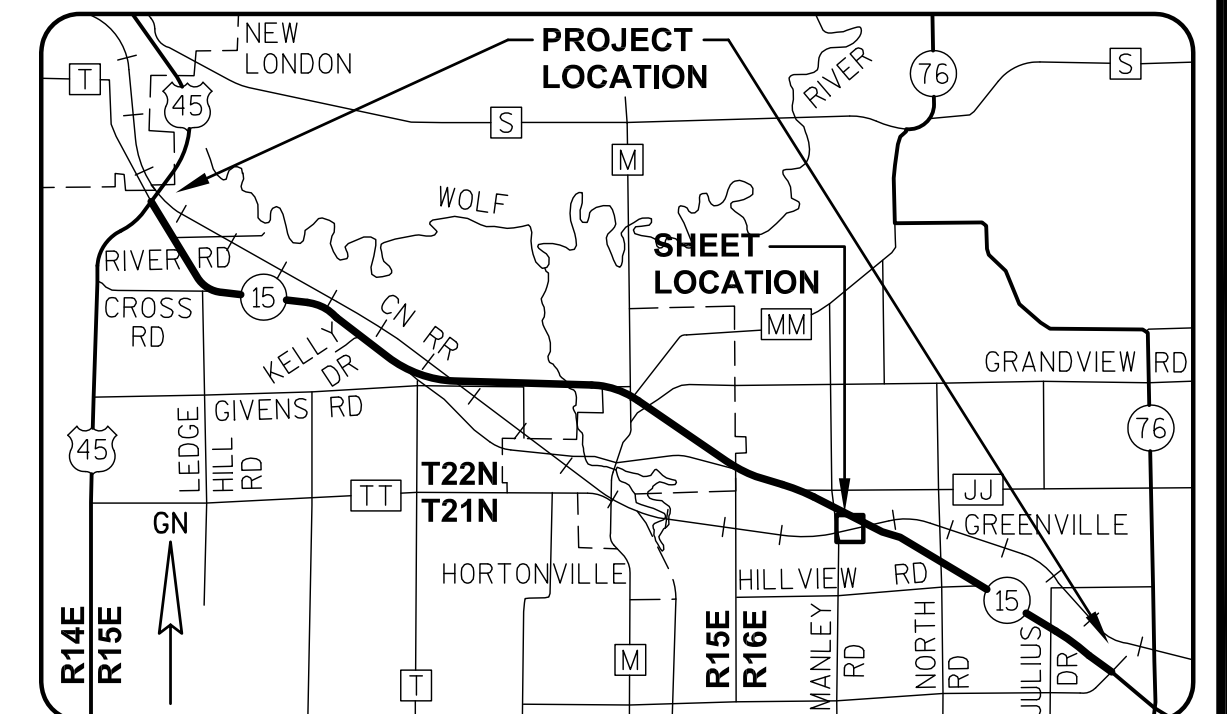 NEW
LONDON
PROJECT
LOCATION
RIVER
76
S
T
45
S
M
WOLF
SHEET
LOCATION
RIVER RD
15
CROSS
RD
CN RR
KELLY
DR
MM
GRANDVIEW RD
GIVENS RD
45
LEDGE
HILL
RD
76
T22N
TT
T21N
JJ
GN
GREENVILLE
HORTONVILLE
HILLVIEW RD
15
R14E
R15E
R15E
R16E
MANLEY
RD
NORTH
RD
JULIUS
DR
M
T